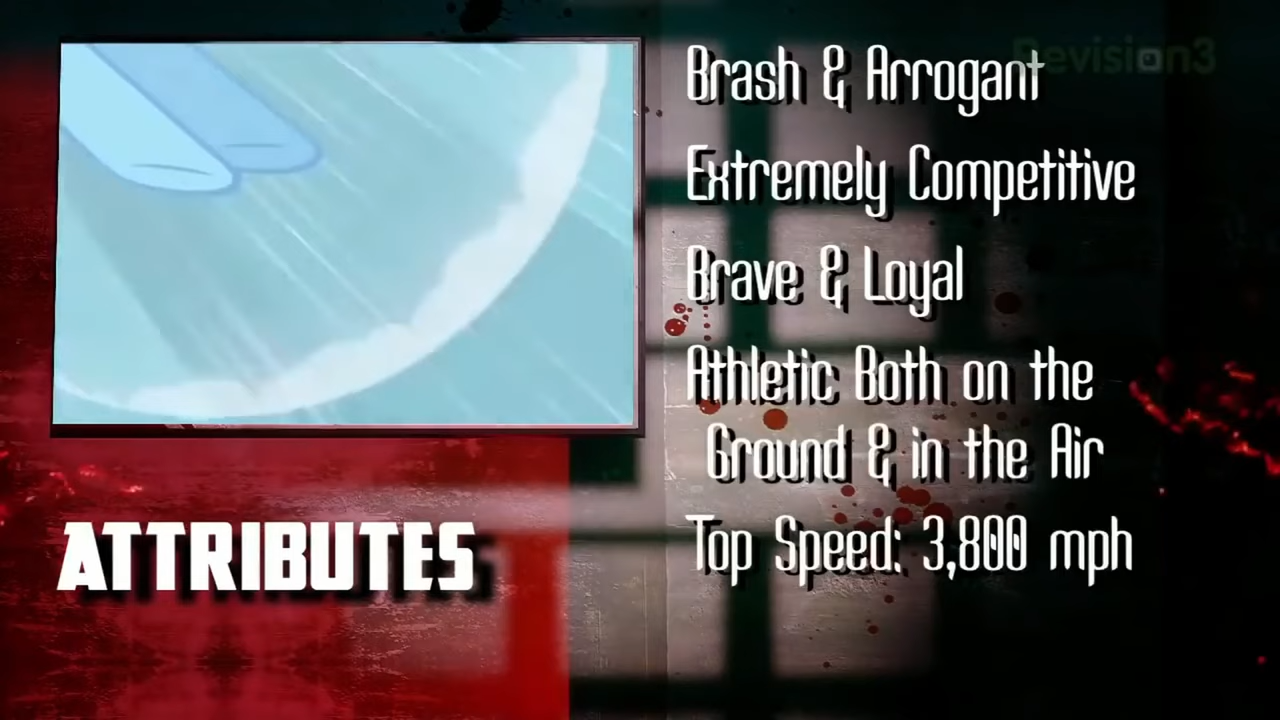 Revision3
Brash & Arrogant
Extremely Competitive
Brave & Loyal
Athletic Both on the
Ground & in the Air
Top Speed: 3,800 mph
ATTRIBUTES